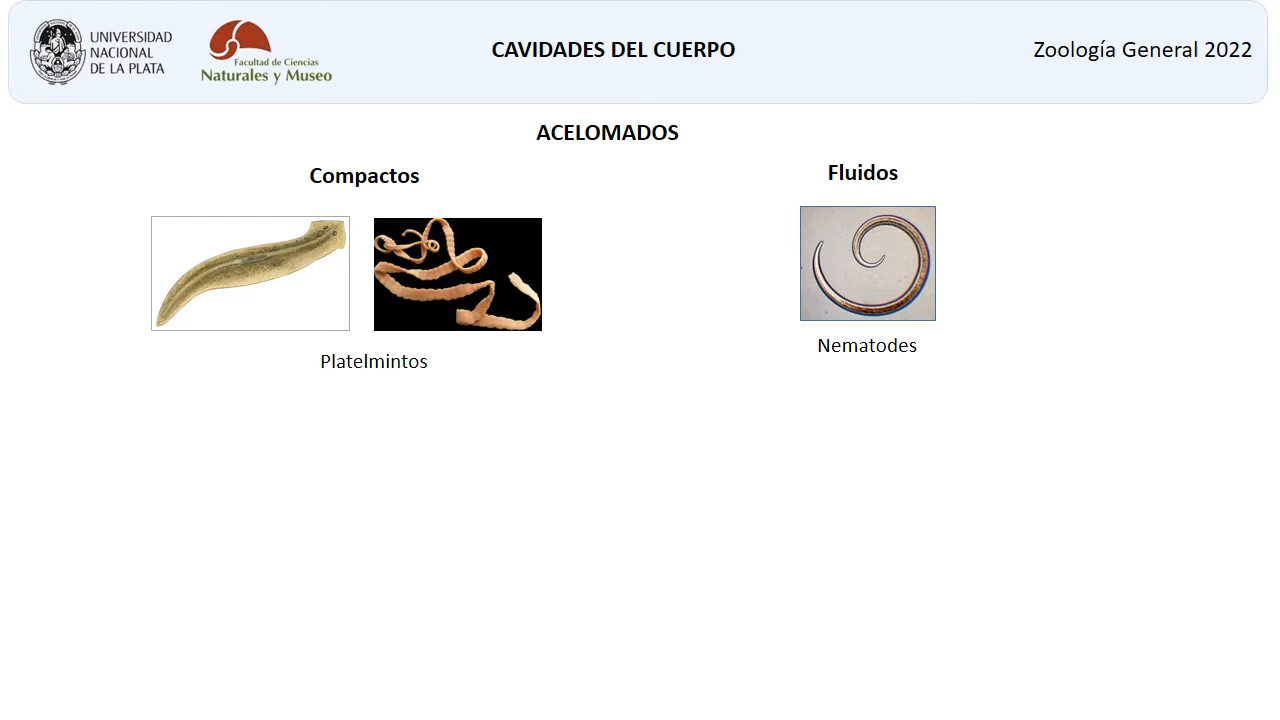 UNIVERSIDAD
NACIONAL
DE LA PLATA
Facultad de Ciencias
Naturales y Museo
CAVIDADES DEL CUERPO
Zoología General 2022
ACELOMADOS
Compactos
Fluidos
Platelmintos
Nematodes